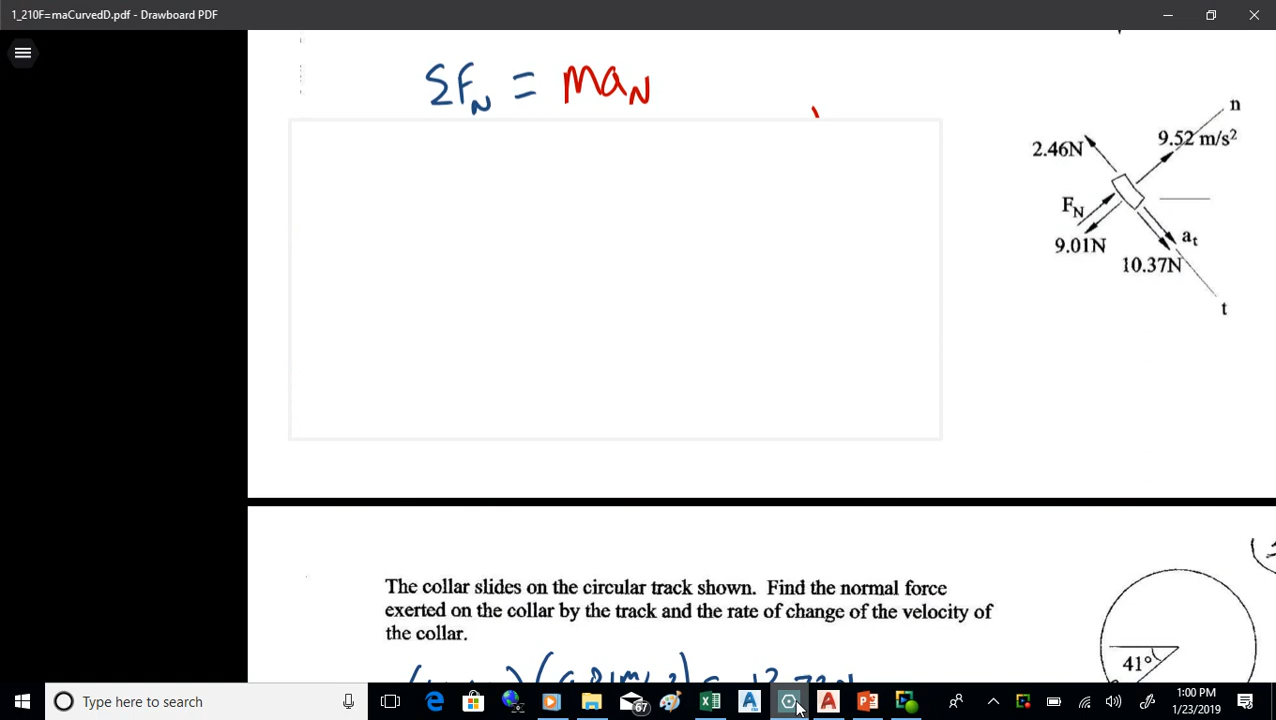 1_210F=maCurvedD.pdf - Drawboard PDF
ΣF_N = ma_N
n
9.52 m/s²
2.46N
F_N
9.01N
a_t
10.37N
t
The collar slides on the circular track shown. Find the normal force
exerted on the collar by the track and the rate of change of the velocity of
the collar.
41°
Type here to search
67
1:00 PM
1/23/2019